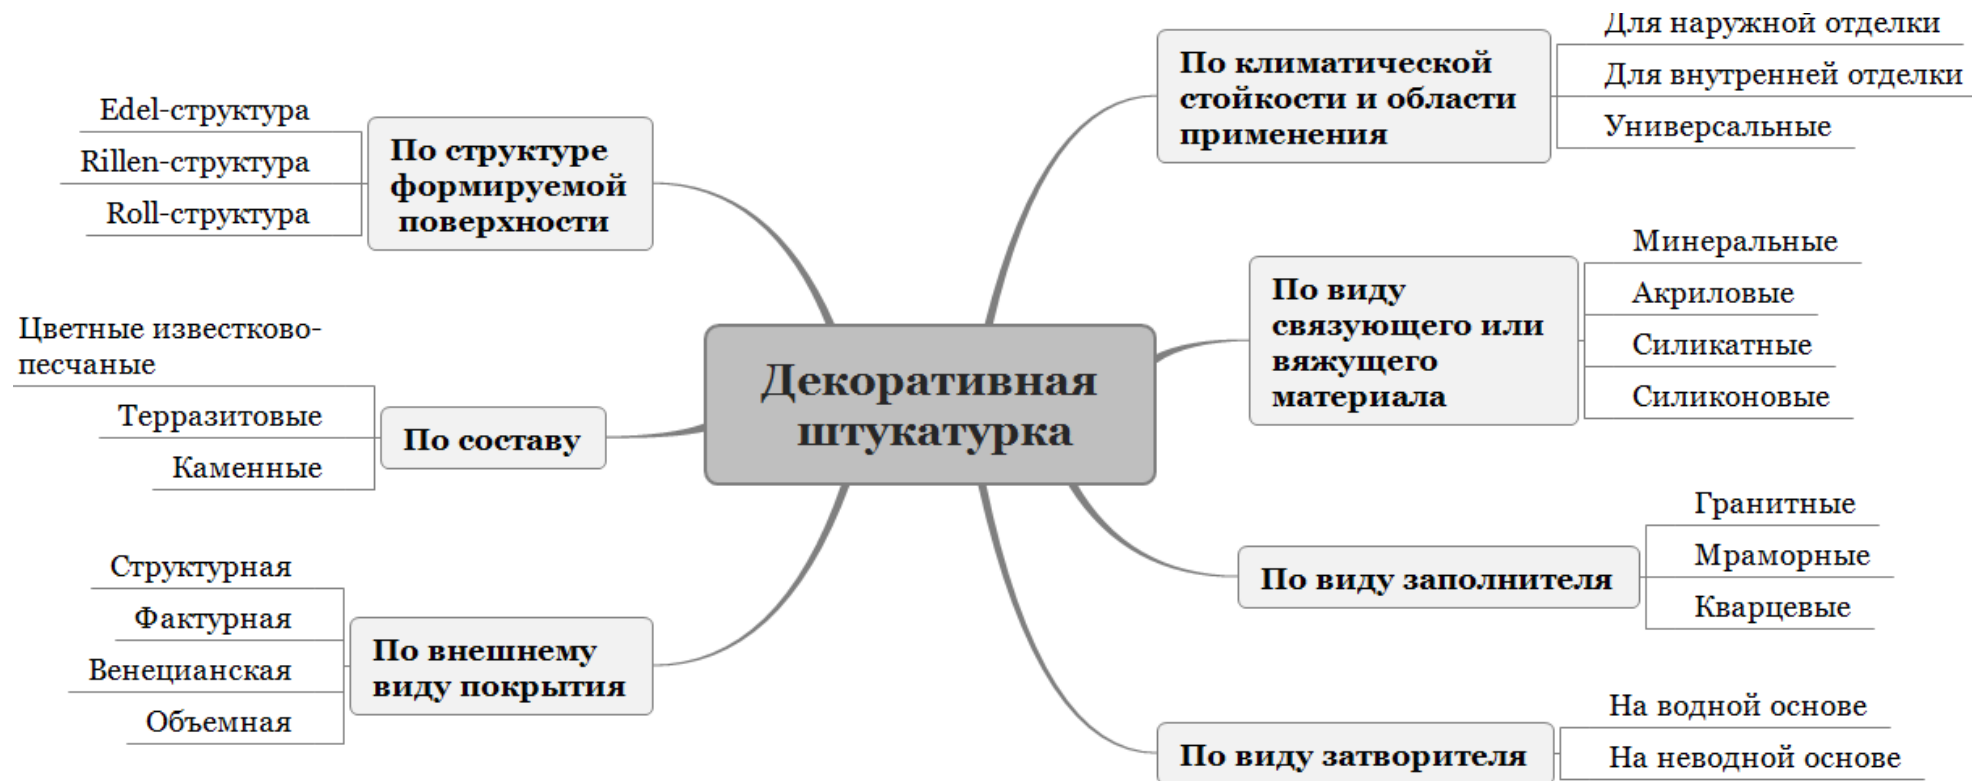 Декоративная
штукатурка
По структуре
формируемой
поверхности
Edel-структура
Rillen-структура
Roll-структура
По составу
Цветные известково-
песчаные
Терразитовые
Каменные
По внешнему
виду покрытия
Структурная
Фактурная
Венецианская
Объемная
По климатической
стойкости и области
применения
Для наружной отделки
Для внутренней отделки
Универсальные
По виду
связующего или
вяжущего
материала
Минеральные
Акриловые
Силикатные
Силиконовые
По виду заполнителя
Гранитные
Мраморные
Кварцевые
По виду затворителя
На водной основе
На неводной основе